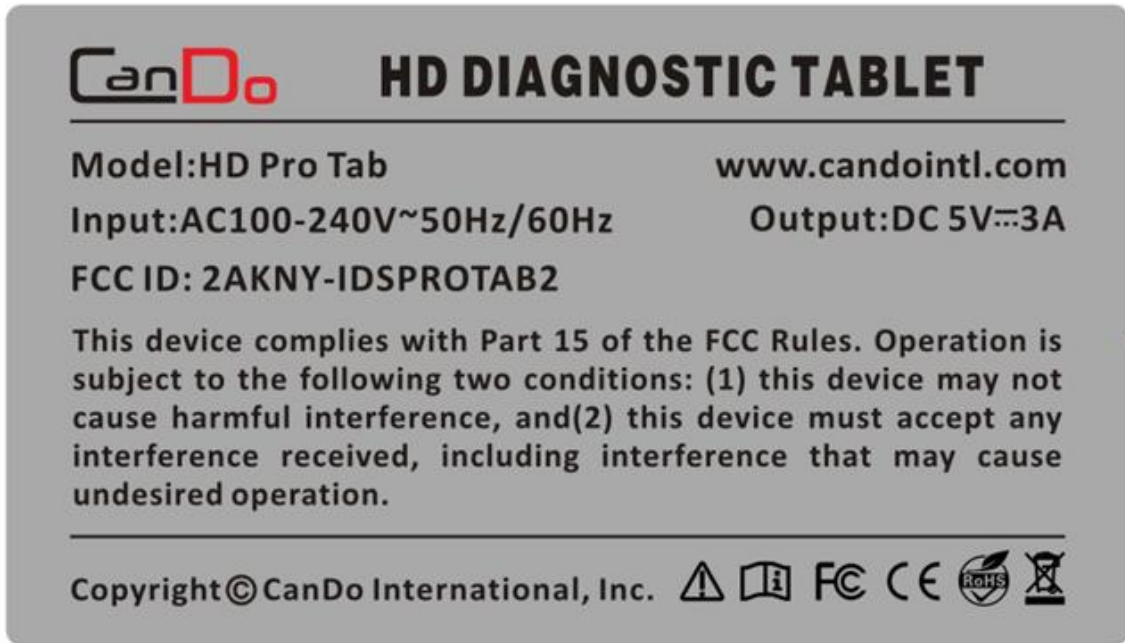 CanDo HD DIAGNOSTIC TABLET
Model:HD Pro Tab www.candointl.com
Input:AC100-240V~50Hz/60Hz Output:DC 5V⎓3A
FCC ID: 2AKNY-IDSPROTAB2
This device complies with Part 15 of the FCC Rules. Operation is
subject to the following two conditions: (1) this device may not
cause harmful interference, and(2) this device must accept any
interference received, including interference that may cause
undesired operation.
Copyright©CanDo International, Inc. FC CE RoHS